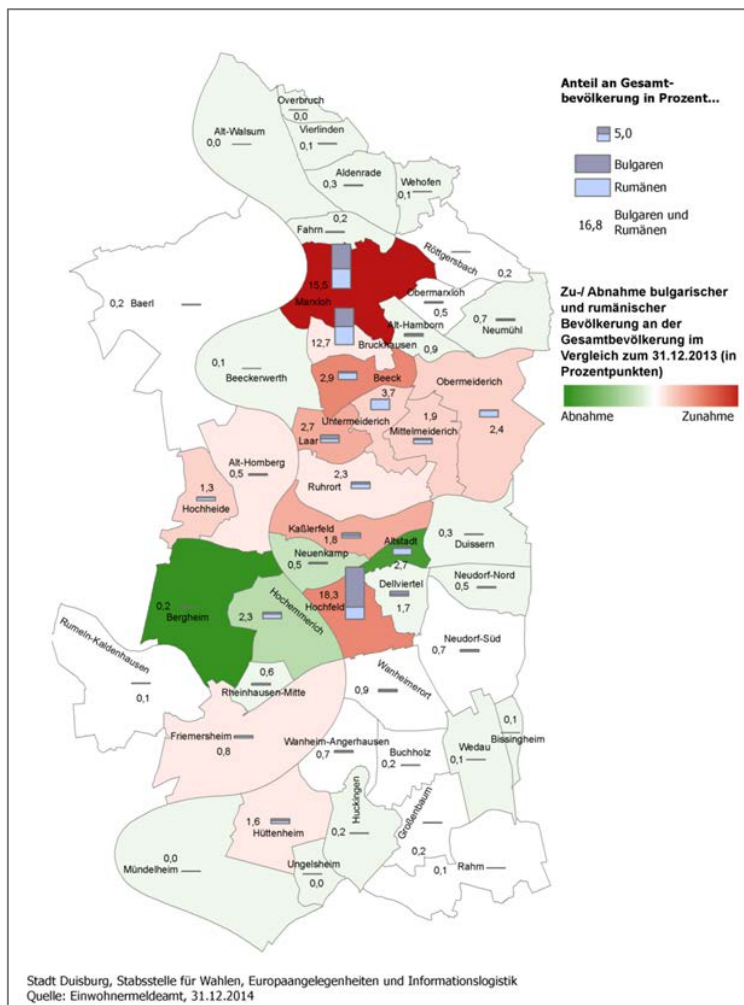 Overbruch
0,0
Alt-Walsum
0,0
Vierlinden
0,1
Aldenrade
0,3
Wehofen
0,1
0,2
Fahrn
Röttgersbach
0,2
15,5
Marxloh
Obermarxloh
0,5
0,2 Baerl
Alt-Hamborn
0,9
0,7
Neumühl
12,7
Bruckhausen
0,1
Beeckerwerth
2,9
Beeck
Obermeiderich
2,4
3,7
Untermeiderich
1,9
Mittelmeiderich
2,7
Laar
Alt-Homberg
0,5
2,3
Ruhrort
1,3
Hochheide
Kaßlerfeld
1,8
Altstadt
2,7
0,3
Duissern
Neuenkamp
0,5
Neudorf-Nord
0,5
Dellviertel
1,7
18,3
Hochfeld
0,2
Bergheim
2,3
Hochemmerich
Neudorf-Süd
0,7
Rumeln-Kaldenhausen
0,1
0,6
Rheinhausen-Mitte
Wanheimerort
0,9
Friemersheim
0,8
Wanheim-Angerhausen
0,7
Buchholz
0,2
Wedau
0,1
0,1
Bissingheim
1,6
Hüttenheim
Huckingen
0,2
Großenbaum
0,2
0,0
Mündelheim
Ungelsheim
0,0
Rahm
0,1
Anteil an Gesamt-
bevölkerung in Prozent...
5,0
Bulgaren
Rumänen
16,8 Bulgaren und
Rumänen
Zu-/ Abnahme bulgarischer
und rumänischer
Bevölkerung an der
Gesamtbevölkerung im
Vergleich zum 31.12.2013 (in
Prozentpunkten)
Abnahme Zunahme
Stadt Duisburg, Stabsstelle für Wahlen, Europaangelegenheiten und Informationslogistik
Quelle: Einwohnermeldeamt, 31.12.2014